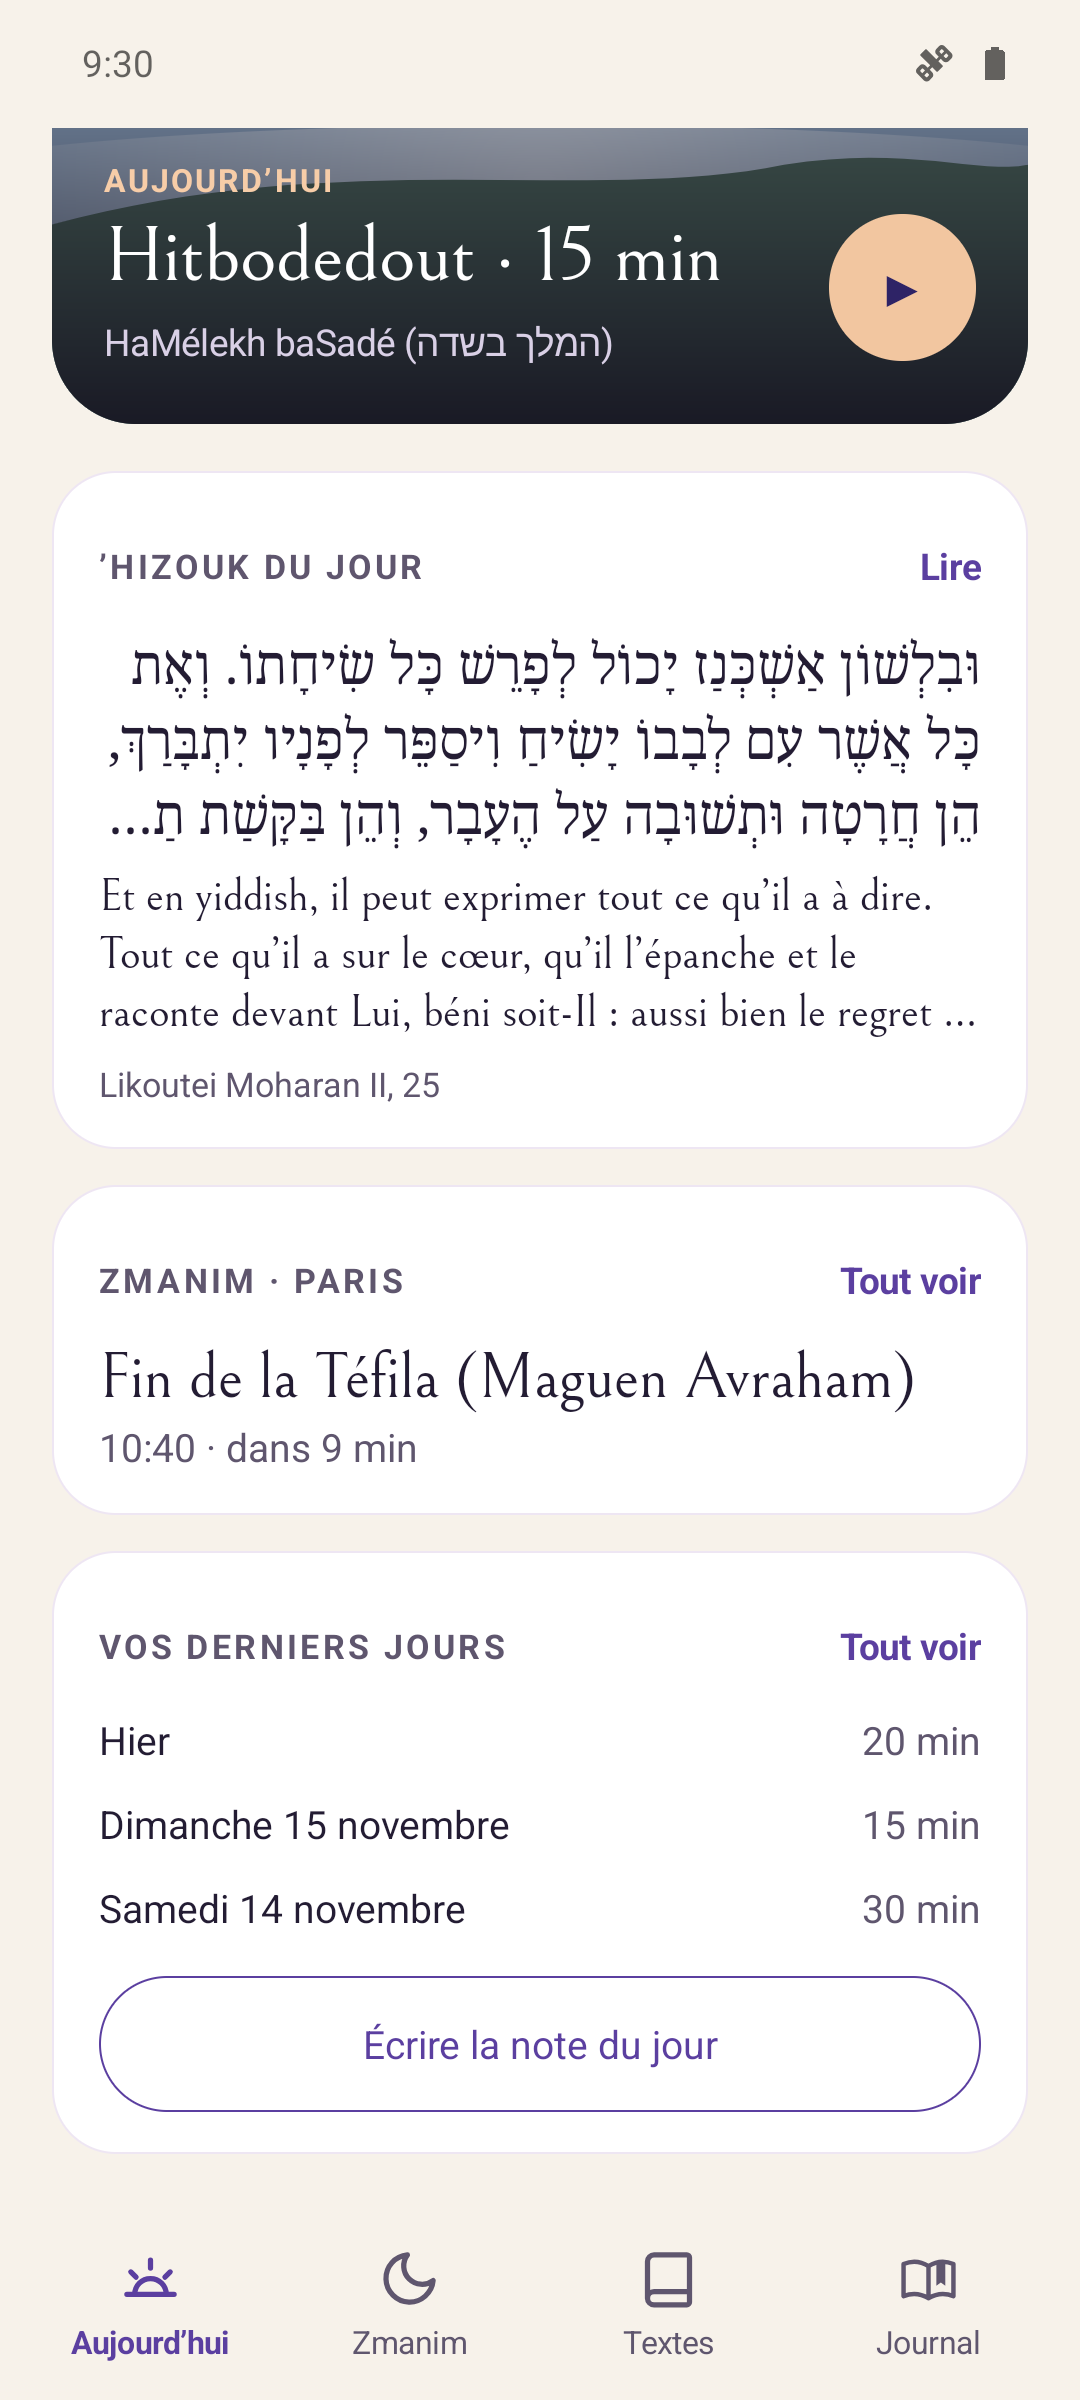 9:30
AUJOURD’HUI
Hitbodedout · 15 min
HaMélekh baSadé (המלך בשדה)
’HIZOUK DU JOUR
Lire
וּבִלְשׁוֹן אַשְׁכְּנַז יָכוֹל לְפָרֵשׁ כָּל שִׂיחָתוֹ. וְאֶת
כָּל אֲשֶׁר עִם לְבָבוֹ יָשִׂיחַ וִיסַפֵּר לְפָנָיו יִתְבָּרַךְ,
הֵן חֲרָטָה וּתְשׁוּבָה עַל הֶעָבָר, וְהֵן בַּקָּשַׁת תַ...
Et en yiddish, il peut exprimer tout ce qu’il a à dire.
Tout ce qu’il a sur le cœur, qu’il l’épanche et le
raconte devant Lui, béni soit-Il : aussi bien le regret ...
Likoutei Moharan II, 25
ZMANIM · PARIS
Tout voir
Fin de la Téfila (Maguen Avraham)
10:40 · dans 9 min
VOS DERNIERS JOURS
Tout voir
Hier
20 min
Dimanche 15 novembre
15 min
Samedi 14 novembre
30 min
Écrire la note du jour
Aujourd’hui
Zmanim
Textes
Journal